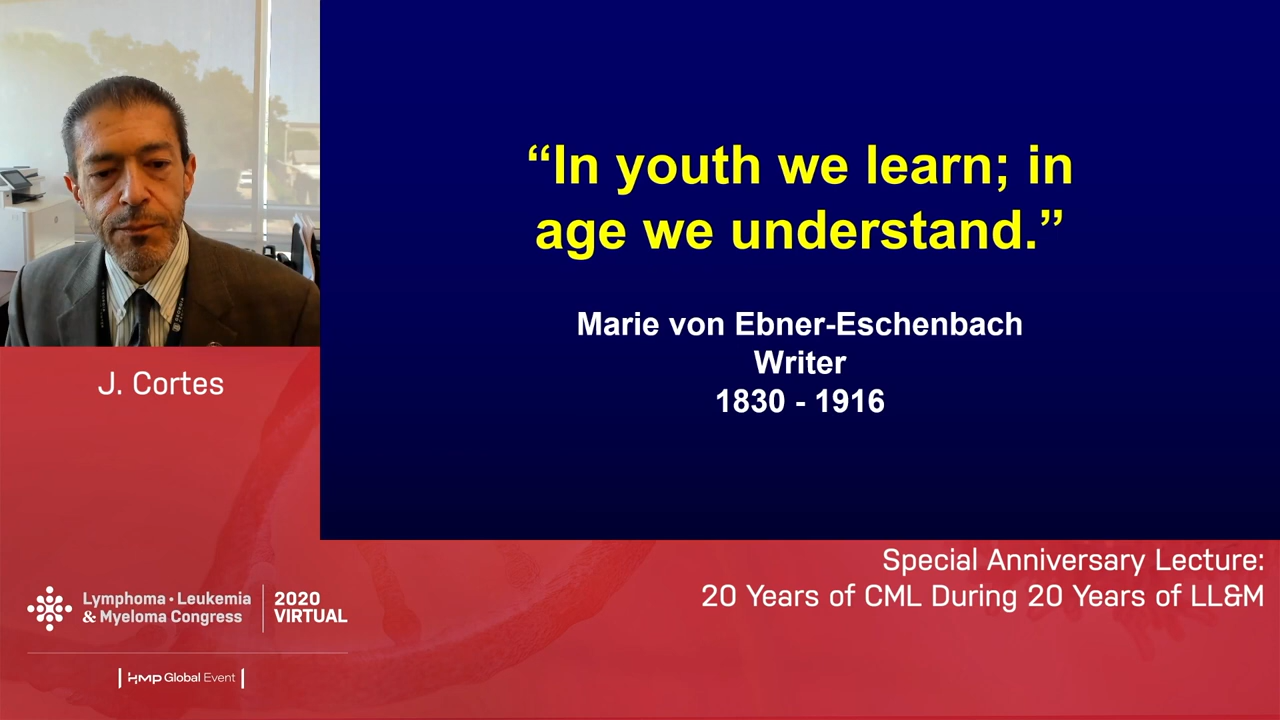 “In youth we learn; in
age we understand.”
Marie von Ebner-Eschenbach
Writer
1830 - 1916
J. Cortes
Special Anniversary Lecture:
20 Years of CML During 20 Years of LL&M
Lymphoma • Leukemia
& Myeloma Congress
2020
VIRTUAL
HMP Global Event